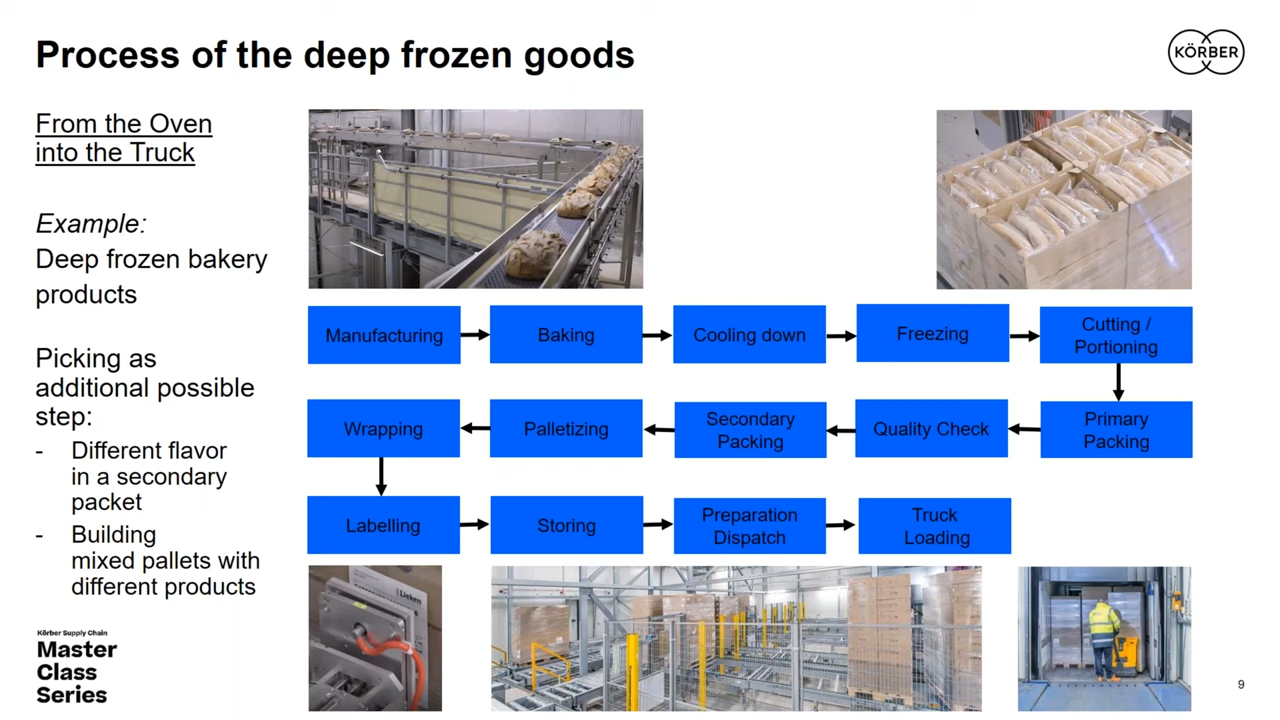 Process of the deep frozen goods
KÖRBER
From the Oven
into the Truck
Example:
Deep frozen bakery
products
Picking as
additional possible
step:
- Different flavor
in a secondary
packet
- Building
mixed pallets with
different products
Manufacturing
Baking
Cooling down
Freezing
Cutting /
Portioning
Primary
Packing
Quality Check
Secondary
Packing
Palletizing
Wrapping
Labelling
Storing
Preparation
Dispatch
Truck
Loading
Lieken
Körber Supply Chain
Master
Class
Series
9